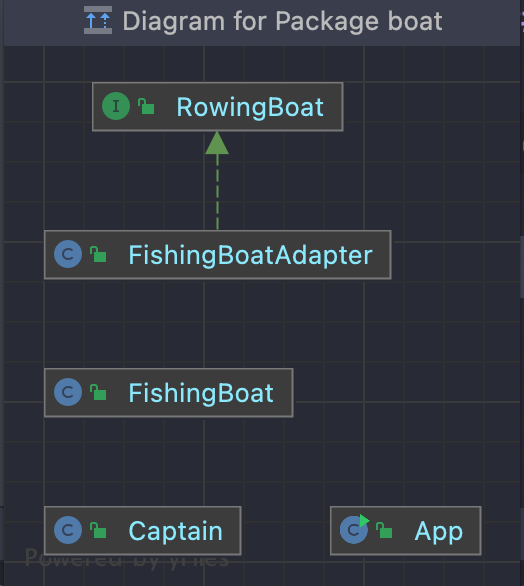 Diagram for Package boat
I RowingBoat
C FishingBoatAdapter
C FishingBoat
C Captain
C App
Powered by yFiles